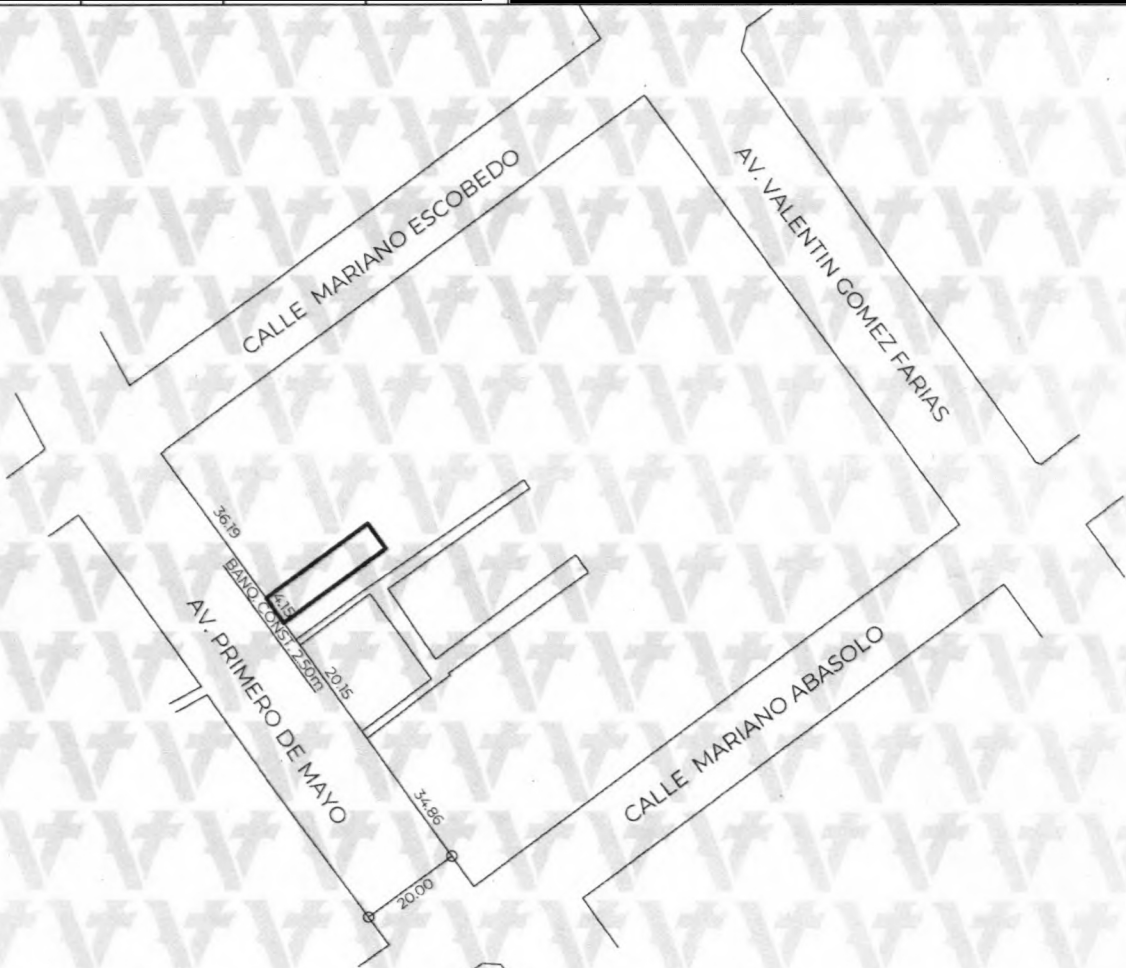 CALLE MARIANO ESCOBEDO
AV. VALENTIN GOMEZ FARIAS
36.19
4.15
BANQ. CONST. 2.50m
AV. PRIMERO DE MAYO
20.15
CALLE MARIANO ABASOLO
34.86
20.00